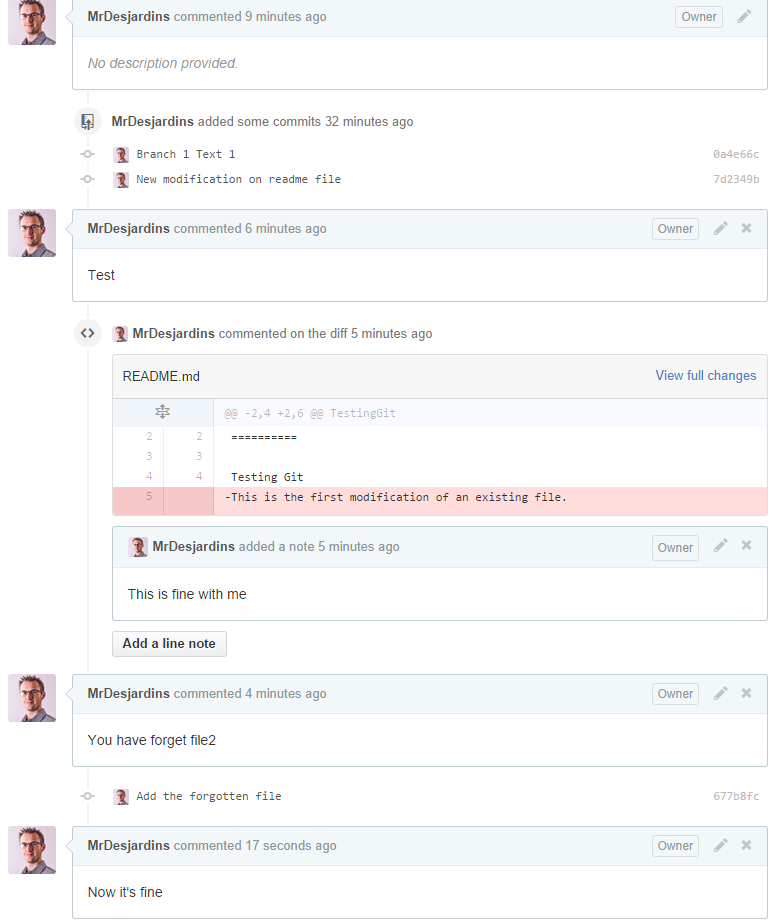 MrDesjardins commented 9 minutes ago Owner
No description provided.
MrDesjardins added some commits 32 minutes ago
Branch 1 Text 1 0a4e66c
New modification on readme file 7d2349b
MrDesjardins commented 6 minutes ago Owner
Test
MrDesjardins commented on the diff 5 minutes ago
README.md View full changes
@@ -2,4 +2,6 @@ TestingGit
2 2 ==========
3 3
4 4 Testing Git
5 -This is the first modification of an existing file.
MrDesjardins added a note 5 minutes ago Owner
This is fine with me
Add a line note
MrDesjardins commented 4 minutes ago Owner
You have forget file2
Add the forgotten file 677b8fc
MrDesjardins commented 17 seconds ago Owner
Now it's fine